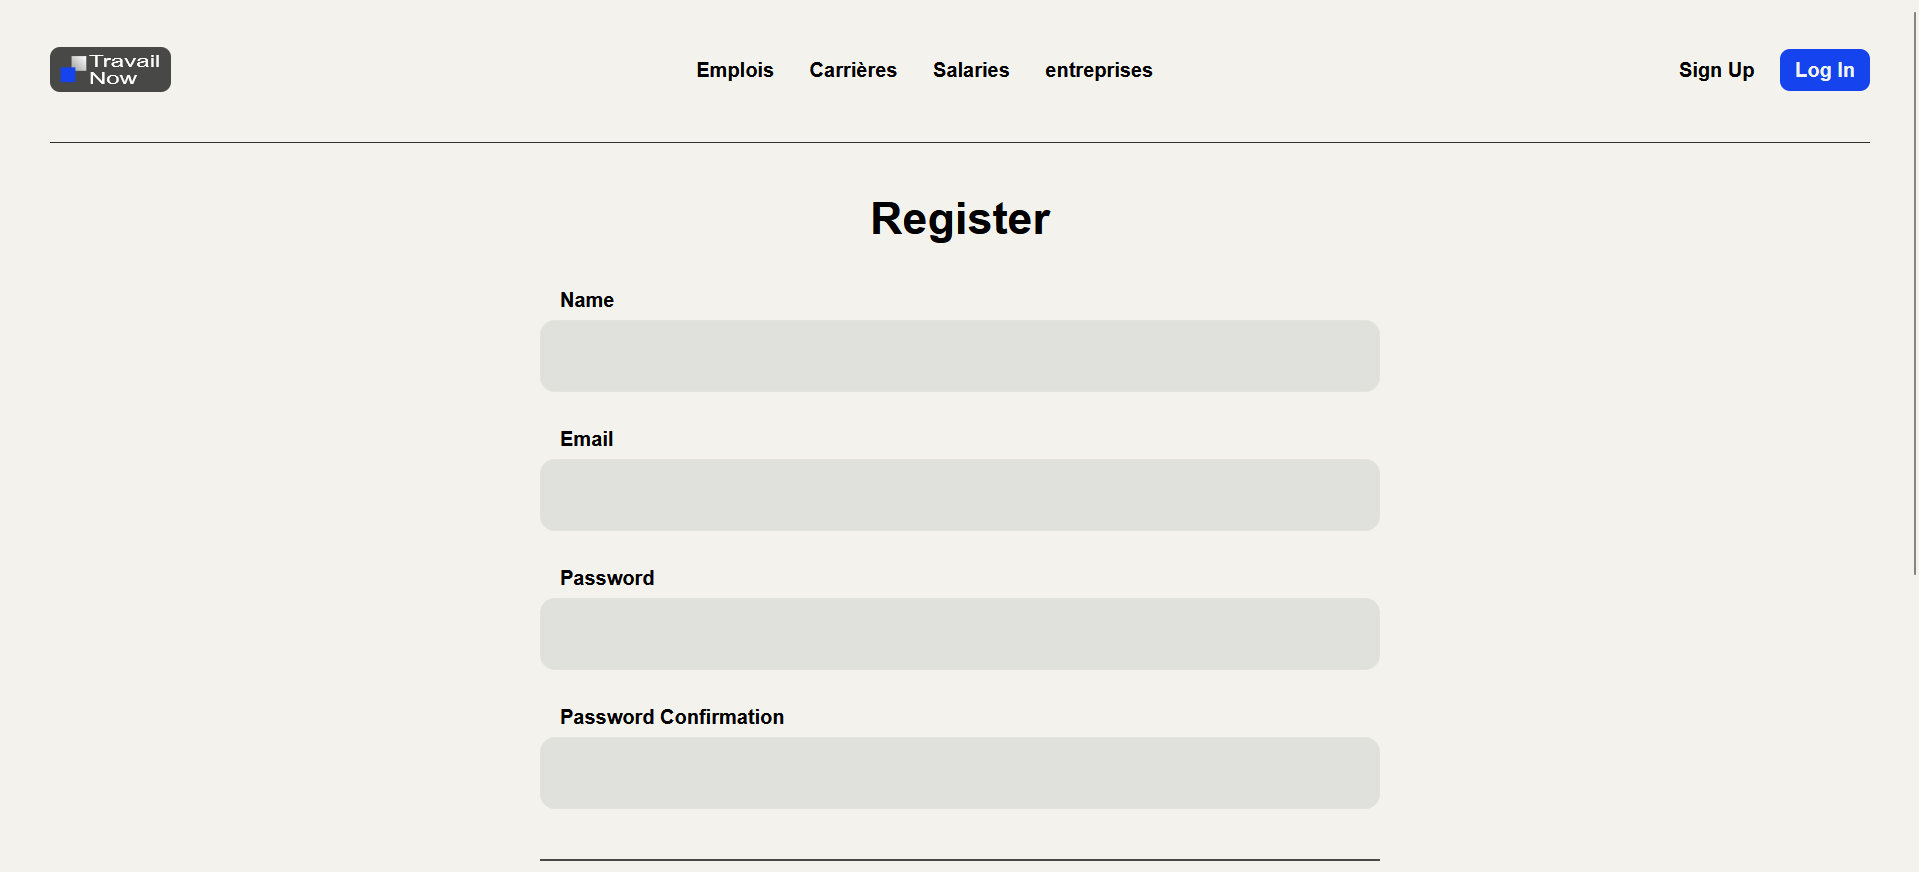 Travail
Now
Emplois Carrières Salaries entreprises
Sign Up Log In
Register
Name
Email
Password
Password Confirmation